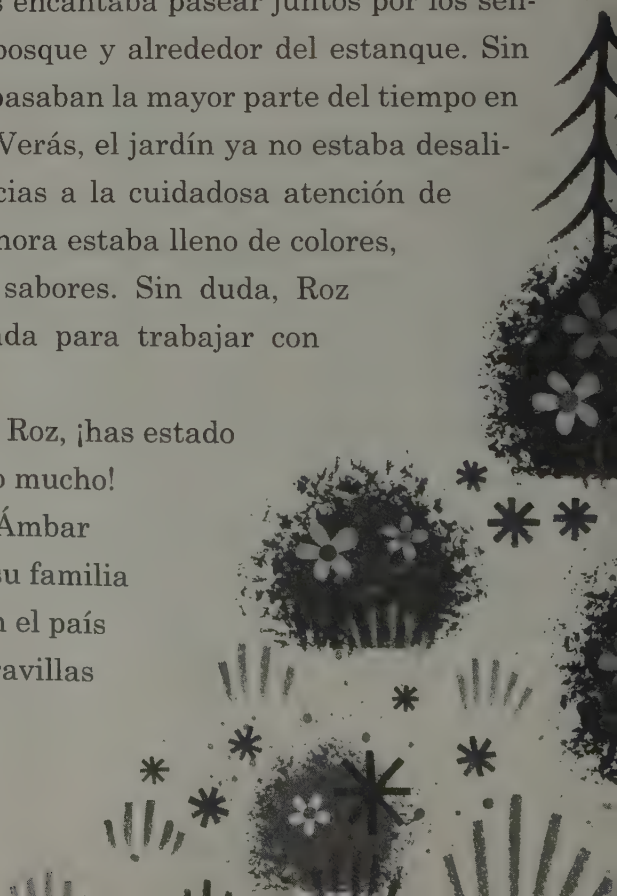 encantaba pasear juntos por los sen-
bosque y alrededor del estanque. Sin
pasaban la mayor parte del tiempo en
Verás, el jardín ya no estaba desali-
cias a la cuidadosa atención de
hora estaba lleno de colores,
sabores. Sin duda, Roz
da para trabajar con
Roz, ¡has estado
o mucho!
Ámbar
su familia
n el país
avillas